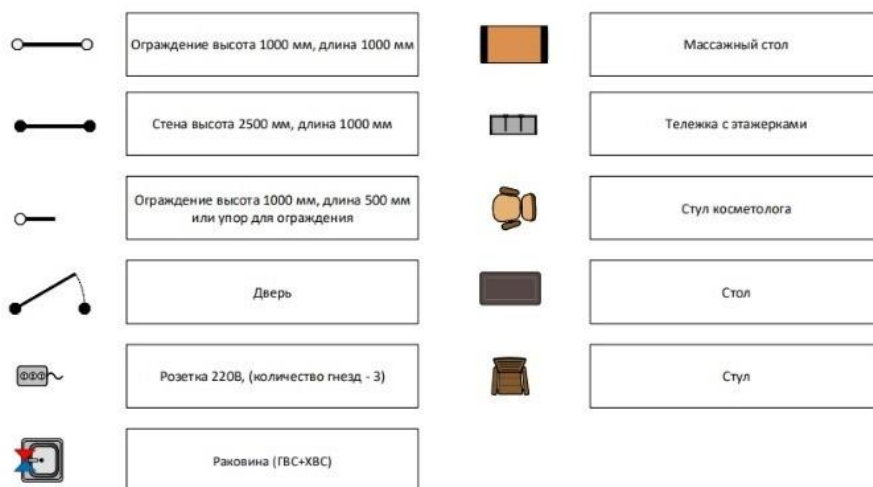 Ограждение высота 1000 мм, длина 1000 мм
Стена высота 2500 мм, длина 1000 мм
Ограждение высота 1000 мм, длина 500 мм
или упор для ограждения
Дверь
Розетка 220В, (количество гнезд - 3)
Раковина (ГВС+ХВС)
Массажный стол
Тележка с этажерками
Стул косметолога
Стол
Стул